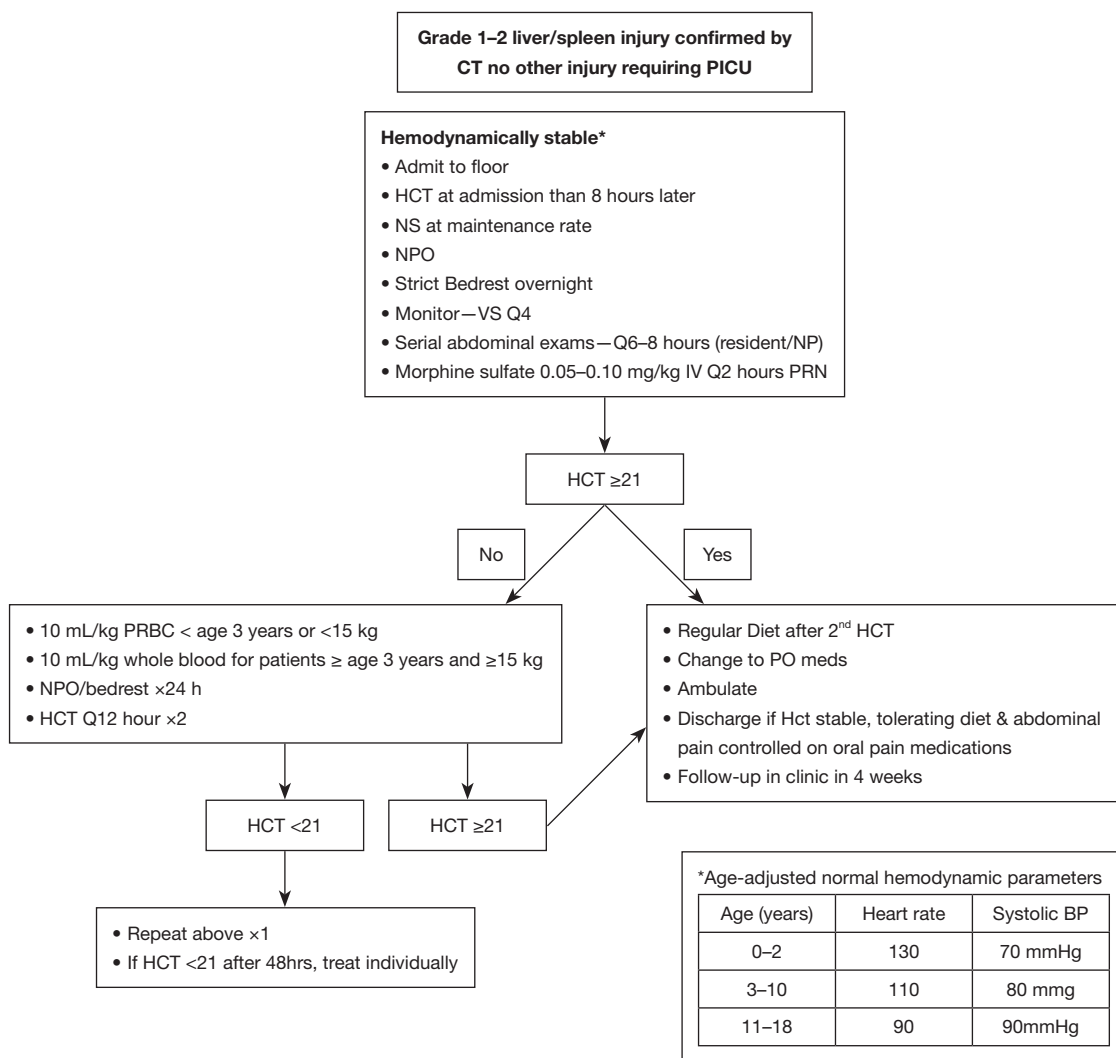 Grade 1–2 liver/spleen injury confirmed by
CT no other injury requiring PICU
Hemodynamically stable*
• Admit to floor
• HCT at admission than 8 hours later
• NS at maintenance rate
• NPO
• Strict Bedrest overnight
• Monitor—VS Q4
• Serial abdominal exams—Q6–8 hours (resident/NP)
• Morphine sulfate 0.05–0.10 mg/kg IV Q2 hours PRN
HCT ≥21
No
Yes
• 10 mL/kg PRBC < age 3 years or <15 kg
• 10 mL/kg whole blood for patients ≥ age 3 years and ≥15 kg
• NPO/bedrest ×24 h
• HCT Q12 hour ×2
• Regular Diet after 2nd HCT
• Change to PO meds
• Ambulate
• Discharge if Hct stable, tolerating diet & abdominal
pain controlled on oral pain medications
• Follow-up in clinic in 4 weeks
HCT <21
HCT ≥21
• Repeat above ×1
• If HCT <21 after 48hrs, treat individually
*Age-adjusted normal hemodynamic parameters
Age (years) Heart rate Systolic BP
0–2 130 70 mmHg
3–10 110 80 mmg
11–18 90 90mmHg